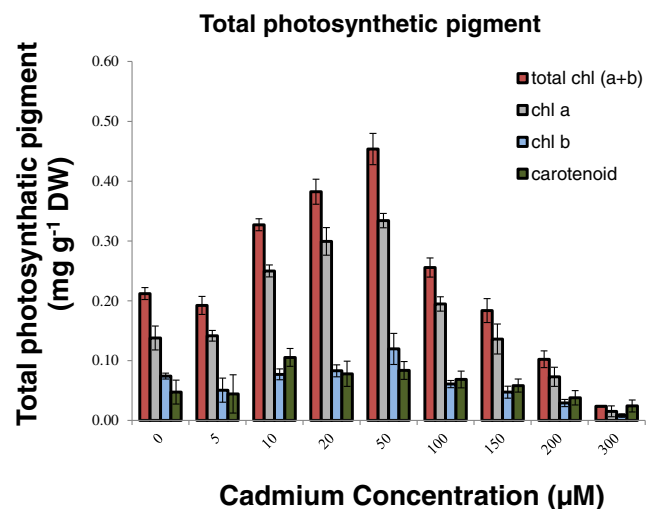 Total photosynthetic pigment
Total photosynthatic pigment
(mg g⁻¹ DW)
0.60
0.50
0.40
0.30
0.20
0.10
0.00
total chl (a+b)
chl a
chl b
carotenoid
0
5
10
20
50
100
150
200
300
Cadmium Concentration (μM)